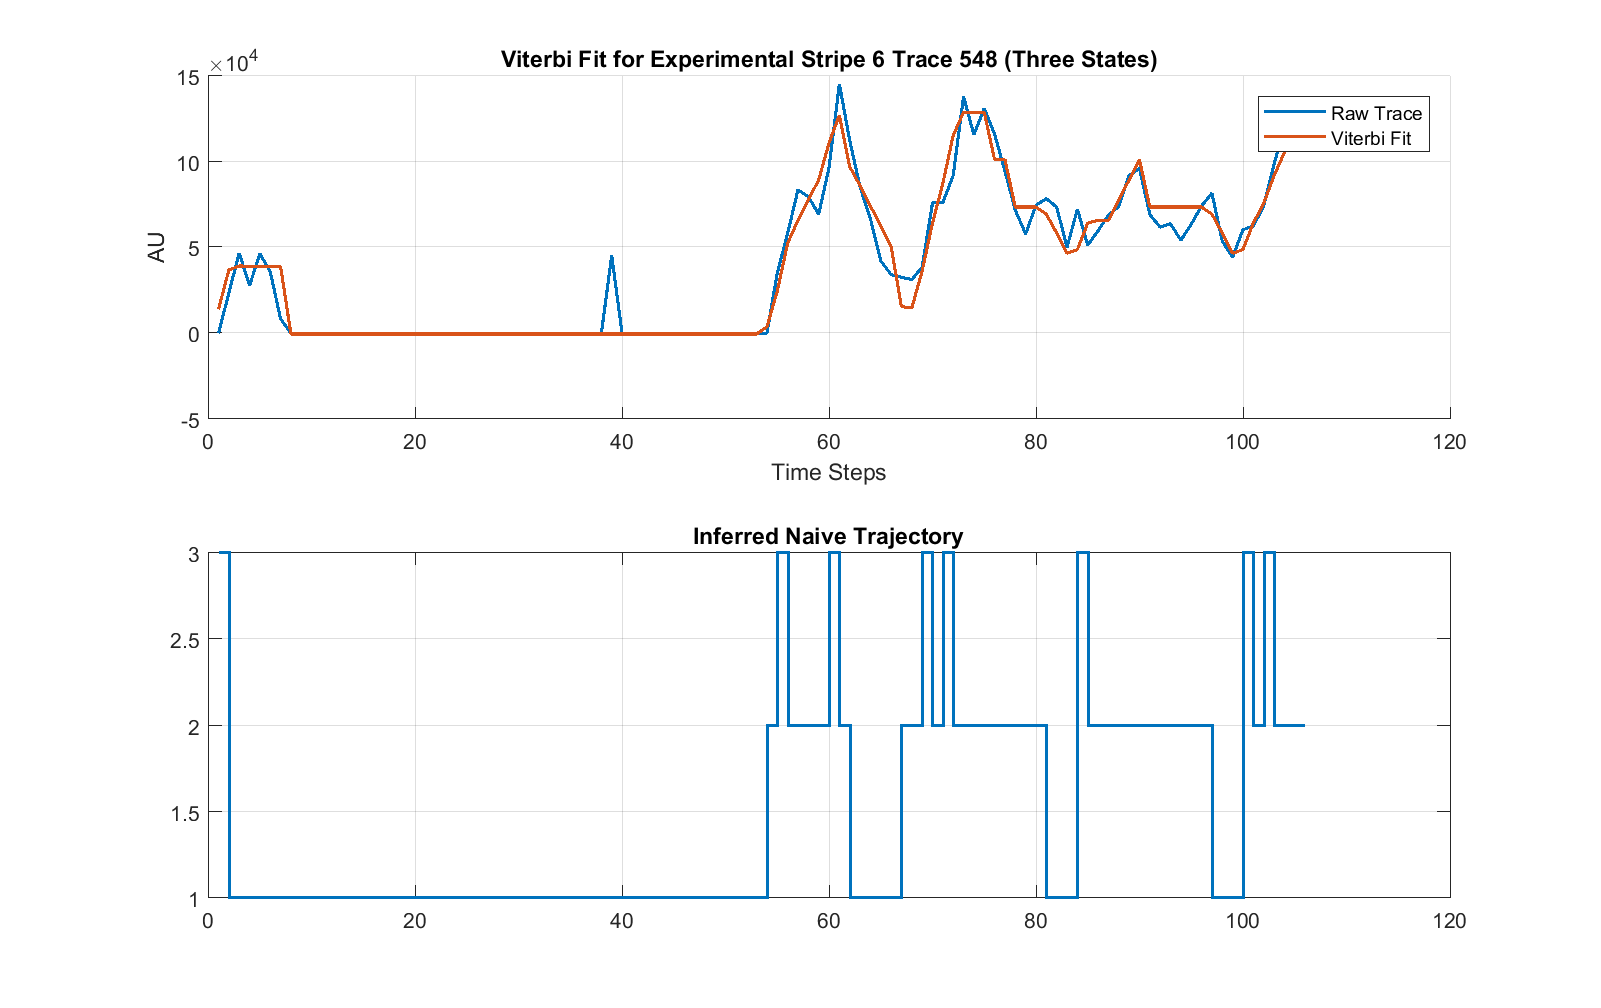 Viterbi Fit for Experimental Stripe 6 Trace 548 (Three States)
×10^4
15
10
5
0
-5
AU
Raw Trace
Viterbi Fit
0 20 40 60 80 100 120
Time Steps
Inferred Naive Trajectory
3
2.5
2
1.5
1
0 20 40 60 80 100 120